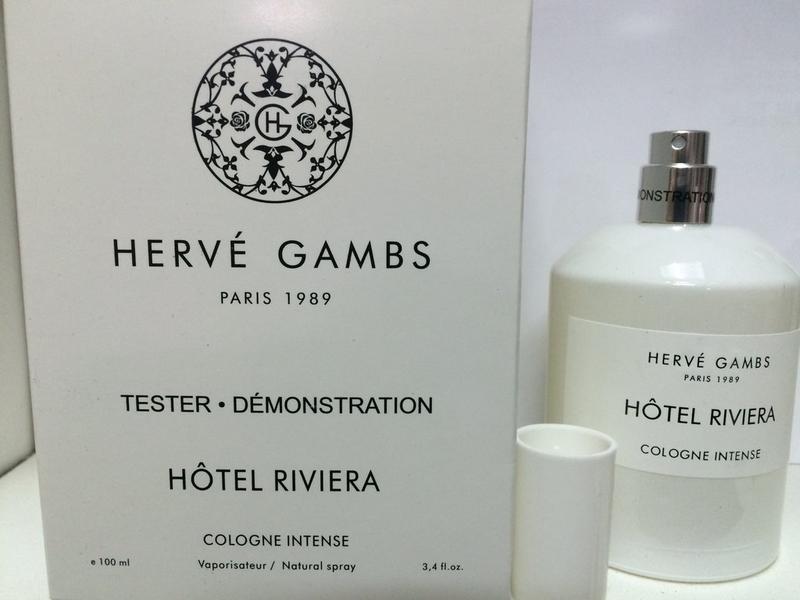 HG
HERVÉ GAMBS
PARIS 1989
TESTER • DÉMONSTRATION
HÔTEL RIVIERA
COLOGNE INTENSE
e 100 ml Vaporisateur / Natural spray 3,4 fl.oz.
ONSTRATION
HERVÉ GAMBS
PARIS 1989
HÔTEL RIVIERA
COLOGNE INTENSE